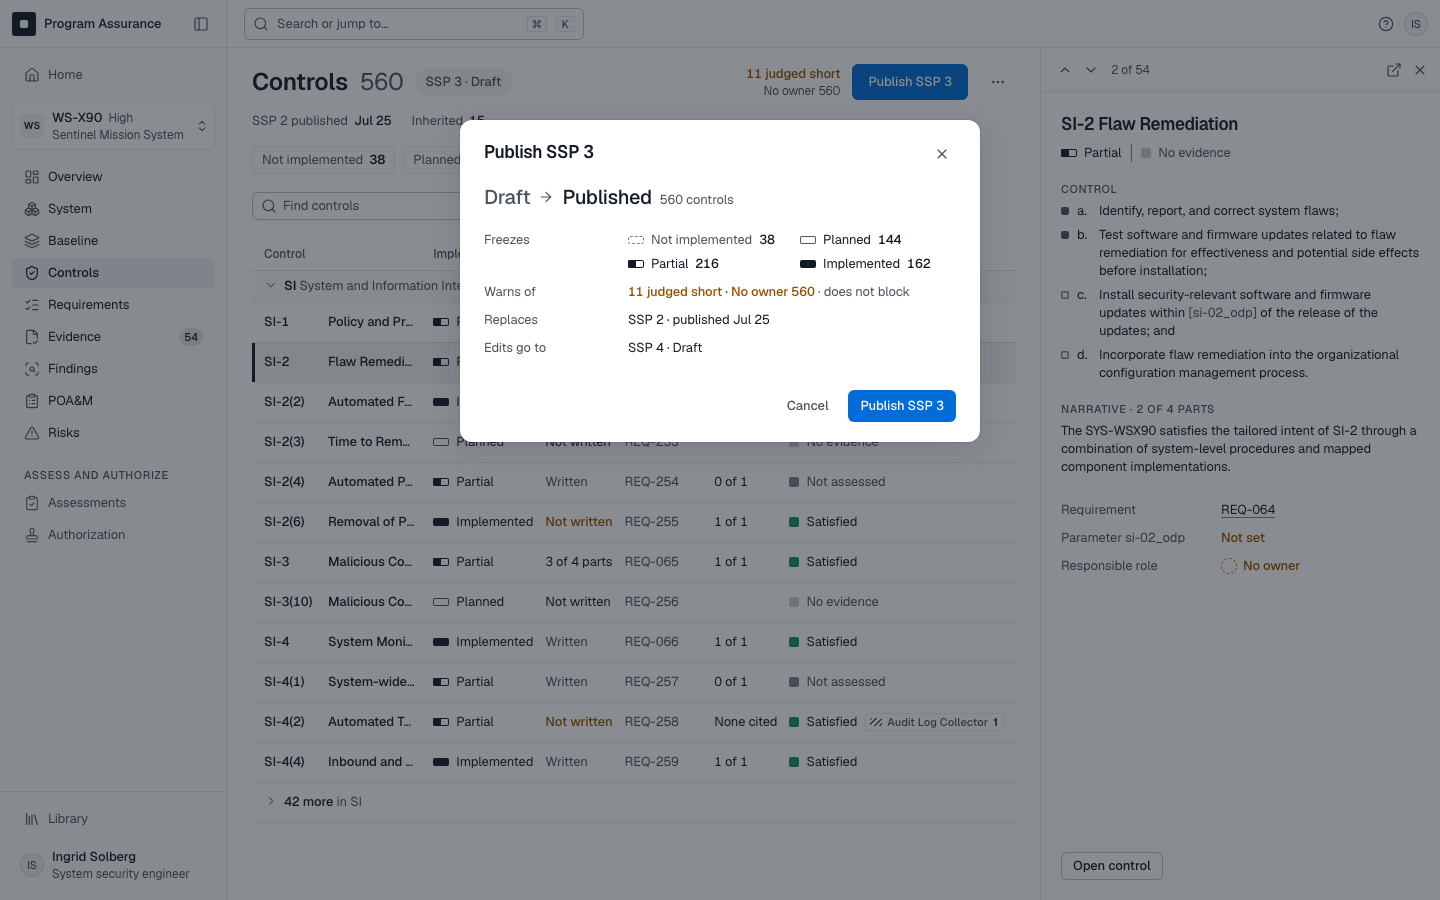 Program Assurance
Search or jump to...
⌘ K
IS
Home
WS WS-X90 High
Sentinel Mission System
Overview
System
Baseline
Controls
Requirements
Evidence 54
Findings
POA&M
Risks
ASSESS AND AUTHORIZE
Assessments
Authorization
Library
IS Ingrid Solberg
System security engineer
Controls 560 SSP 3 · Draft
11 judged short
No owner 560
Publish SSP 3
SSP 2 published Jul 25 Inherited 15
Not implemented 38 Planned
Find controls
Control
SI System and Information
SI-1 Policy and Pr...
SI-2 Flaw Remedi...
SI-2(2) Automated F...
SI-2(3) Time to Rem... Planned Not written REQ-253 No evidence
SI-2(4) Automated P... Partial Written REQ-254 0 of 1 Not assessed
SI-2(6) Removal of P... Implemented Not written REQ-255 1 of 1 Satisfied
SI-3 Malicious Co... Partial 3 of 4 parts REQ-065 1 of 1 Satisfied
SI-3(10) Malicious Co... Planned Not written REQ-256 No evidence
SI-4 System Moni... Implemented Written REQ-066 1 of 1 Satisfied
SI-4(1) System-wide... Partial Written REQ-257 0 of 1 Not assessed
SI-4(2) Automated T... Partial Not written REQ-258 None cited Satisfied Audit Log Collector 1
SI-4(4) Inbound and ... Implemented Written REQ-259 1 of 1 Satisfied
42 more in SI
Publish SSP 3
Draft → Published 560 controls
Freezes Not implemented 38 Planned 144
Partial 216 Implemented 162
Warns of 11 judged short · No owner 560 · does not block
Replaces SSP 2 · published Jul 25
Edits go to SSP 4 · Draft
Cancel Publish SSP 3
2 of 54
SI-2 Flaw Remediation
Partial No evidence
CONTROL
a. Identify, report, and correct system flaws;
b. Test software and firmware updates related to flaw
remediation for effectiveness and potential side effects
before installation;
c. Install security-relevant software and firmware
updates within [si-02_odp] of the release of the
updates; and
d. Incorporate flaw remediation into the organizational
configuration management process.
NARRATIVE · 2 OF 4 PARTS
The SYS-WSX90 satisfies the tailored intent of SI-2 through a
combination of system-level procedures and mapped
component implementations.
Requirement REQ-064
Parameter si-02_odp Not set
Responsible role No owner
Open control